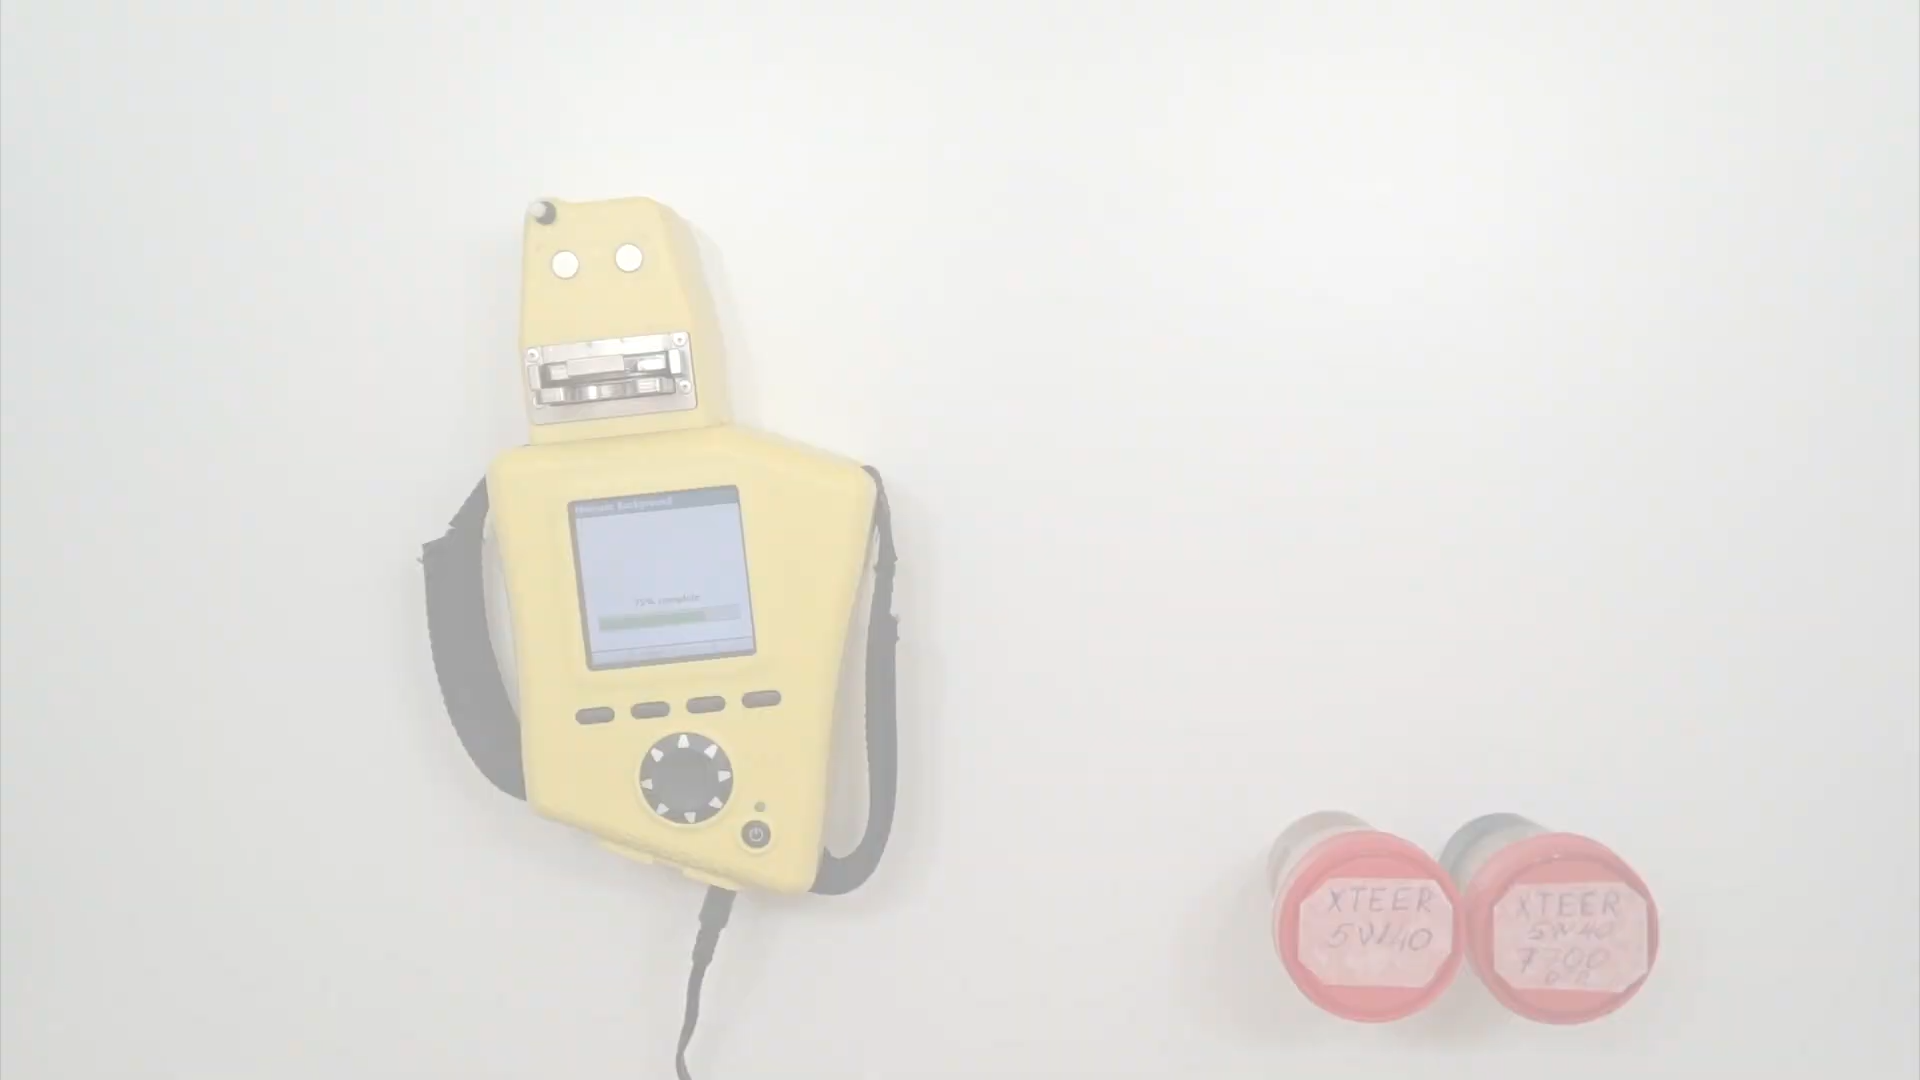 Measure Background
75% complete
XTEER
5W40
XTEER
5W40
7700